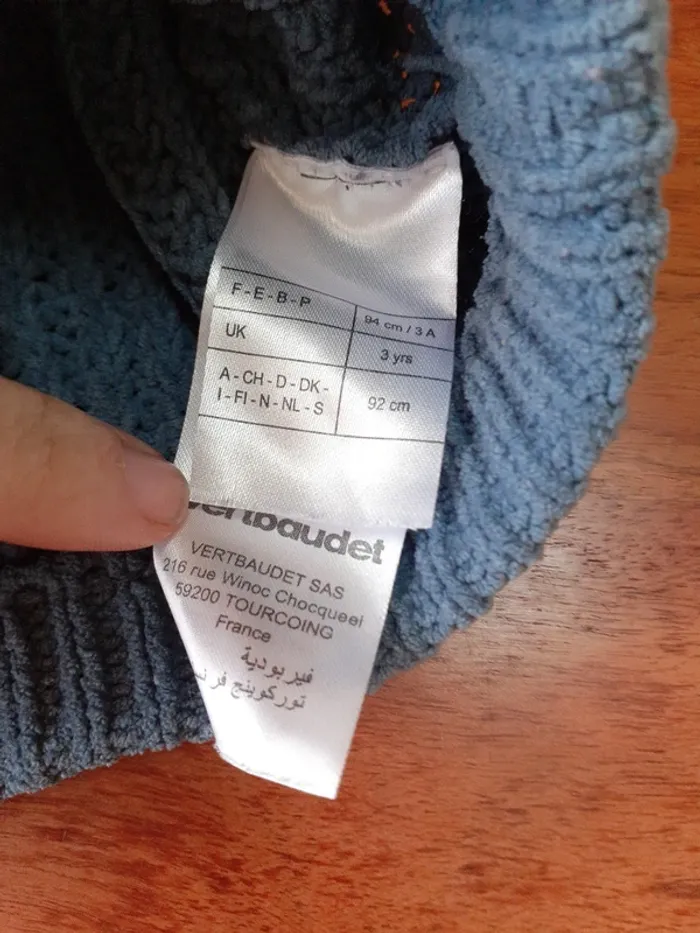 F-E-B-P
94 cm / 3 A
UK
3 yrs
A - CH - D - DK -
I - FI - N - NL - S
92 cm
vertbaudet
VERTBAUDET SAS
216 rue Winoc Chocqueel
59200 TOURCOING
France
فيربودية
توركوينج